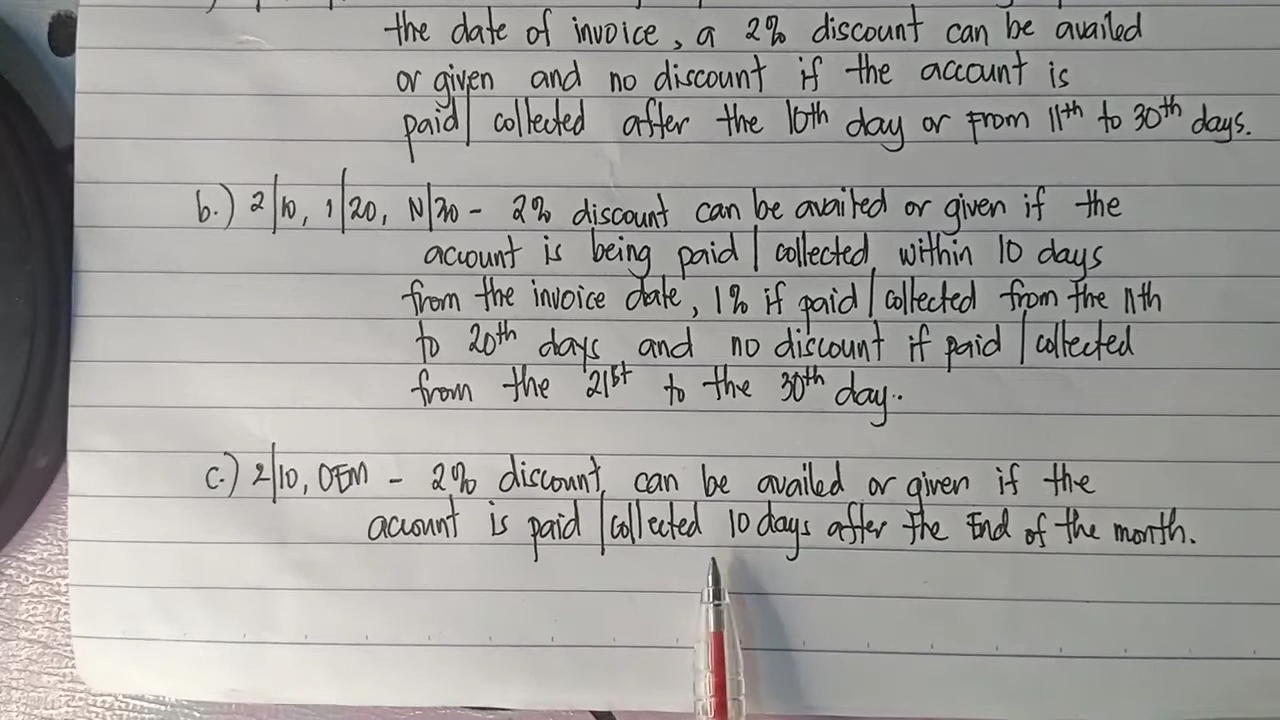 the date of invoice, a 2% discount can be availed
or given and no discount if the account is
paid/collected after the 10th day or from 11th to 30th days.
b.) 2/10, 1/20, N/30 - 2% discount can be availed or given if the
account is being paid/collected within 10 days
from the invoice date, 1% if paid/collected from the 11th
to 20th days and no discount if paid/collected
from the 21st to the 30th day..
c.) 2/10, OEM - 2% discount, can be availed or given if the
account is paid/collected 10 days after the End of the month.